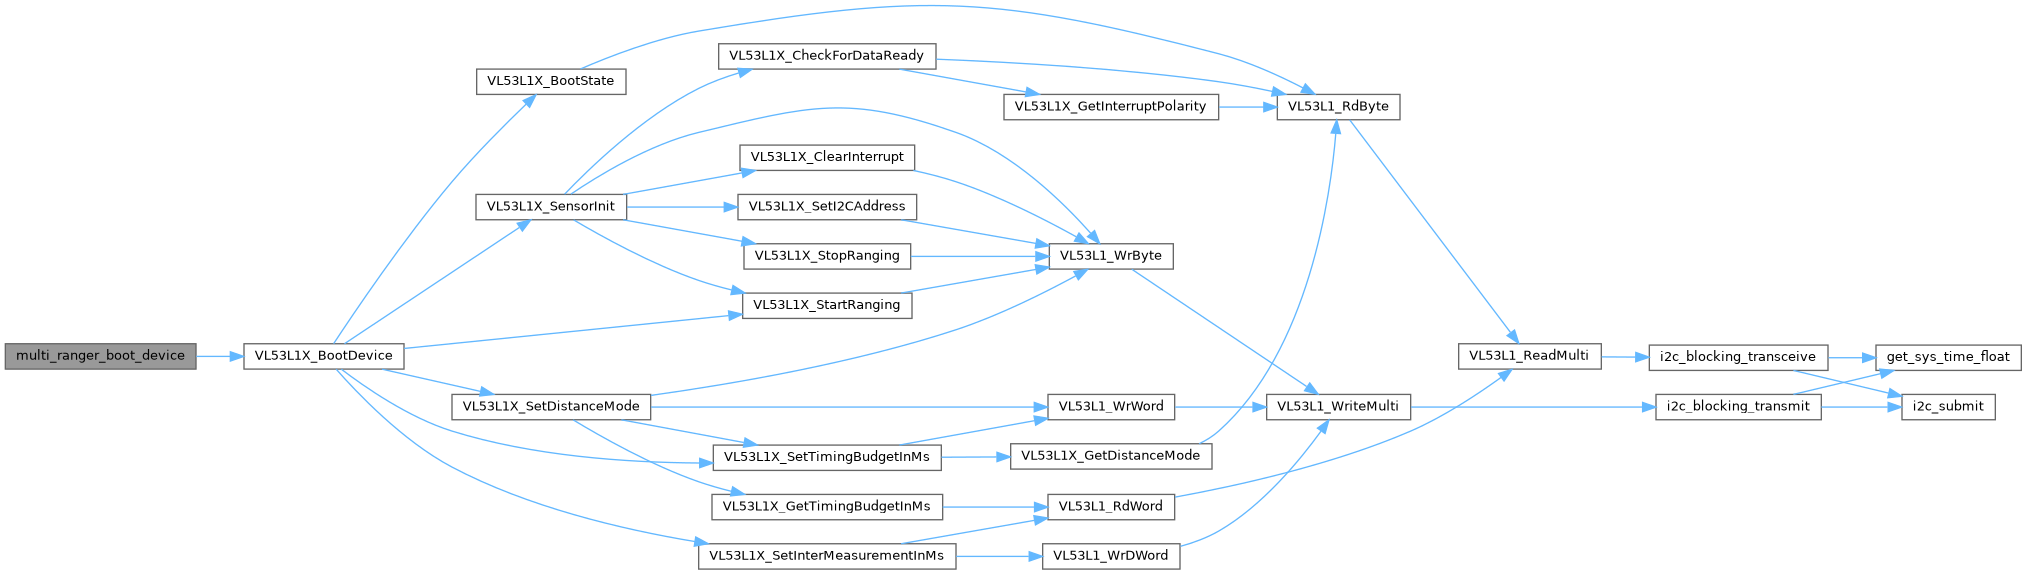 multi_ranger_boot_device
VL53L1X_BootDevice
VL53L1X_BootState
VL53L1X_SensorInit
VL53L1X_SetDistanceMode
VL53L1X_CheckForDataReady
VL53L1X_ClearInterrupt
VL53L1X_SetI2CAddress
VL53L1X_StopRanging
VL53L1X_StartRanging
VL53L1X_SetTimingBudgetInMs
VL53L1X_GetTimingBudgetInMs
VL53L1X_SetInterMeasurementInMs
VL53L1X_GetInterruptPolarity
VL53L1_WrByte
VL53L1_WrWord
VL53L1X_GetDistanceMode
VL53L1_RdWord
VL53L1_WrDWord
VL53L1_RdByte
VL53L1_WriteMulti
VL53L1_ReadMulti
i2c_blocking_transceive
i2c_blocking_transmit
get_sys_time_float
i2c_submit